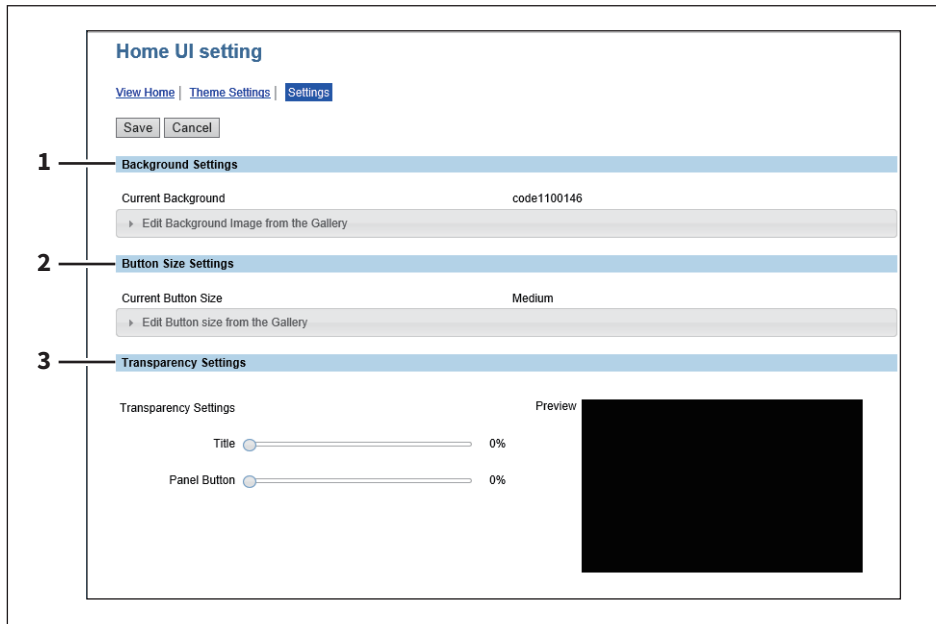 Home UI setting
View Home | Theme Settings | Settings
Save Cancel
1 Background Settings
Current Background code1100146
Edit Background Image from the Gallery
2 Button Size Settings
Current Button Size Medium
Edit Button size from the Gallery
3 Transparency Settings
Transparency Settings Preview
Title 0%
Panel Button 0%